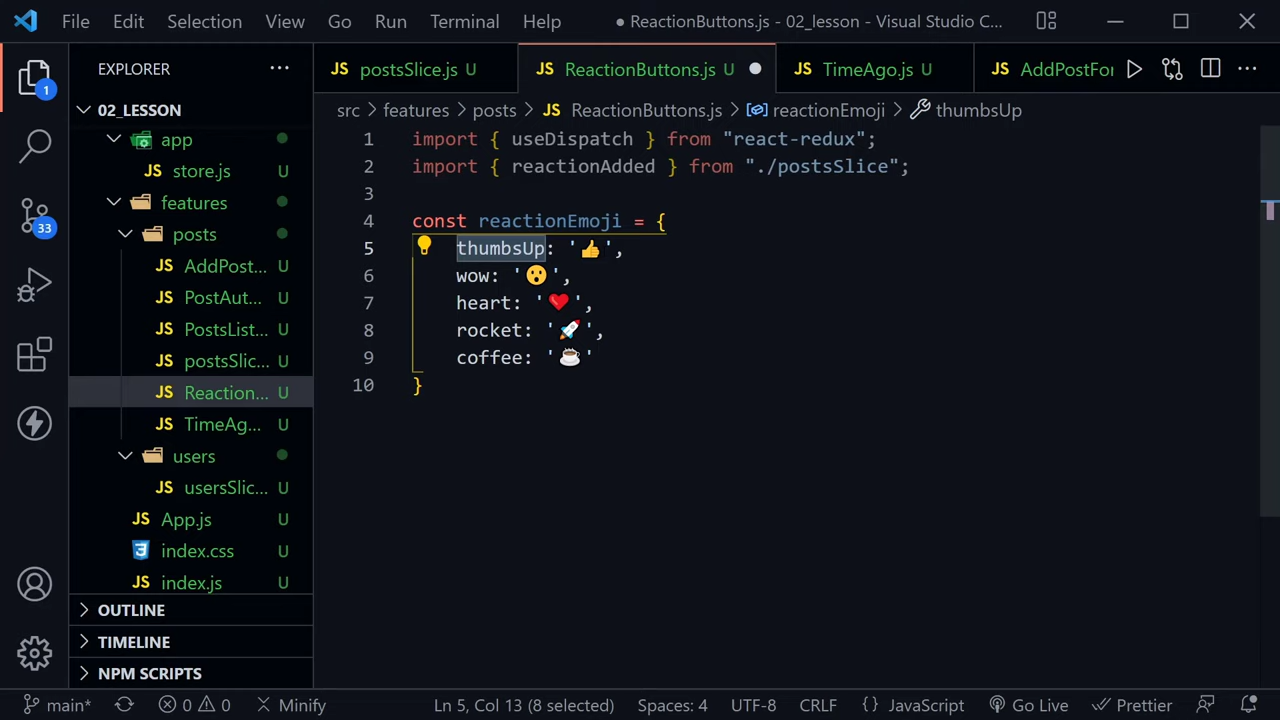 File Edit Selection View Go Run Terminal Help
● ReactionButtons.js - 02_lesson - Visual Studio C...
EXPLORER
1
33
02_LESSON
app
store.js U
features
posts
AddPost... U
PostAut... U
PostsList... U
postsSlic... U
Reaction... U
TimeAg... U
users
usersSlic... U
App.js U
index.css U
index.js U
OUTLINE
TIMELINE
NPM SCRIPTS
JS postsSlice.js U
JS ReactionButtons.js U ●
JS TimeAgo.js U
JS AddPostFor
src > features > posts > JS ReactionButtons.js > reactionEmoji > thumbsUp
1 import { useDispatch } from "react-redux";
2 import { reactionAdded } from "./postsSlice";
3
4 const reactionEmoji = {
5 thumbsUp: '👍',
6 wow: '😮',
7 heart: '❤️',
8 rocket: '🚀',
9 coffee: '☕'
10 }
main* 0 0 Minify Ln 5, Col 13 (8 selected) Spaces: 4 UTF-8 CRLF {} JavaScript Go Live Prettier